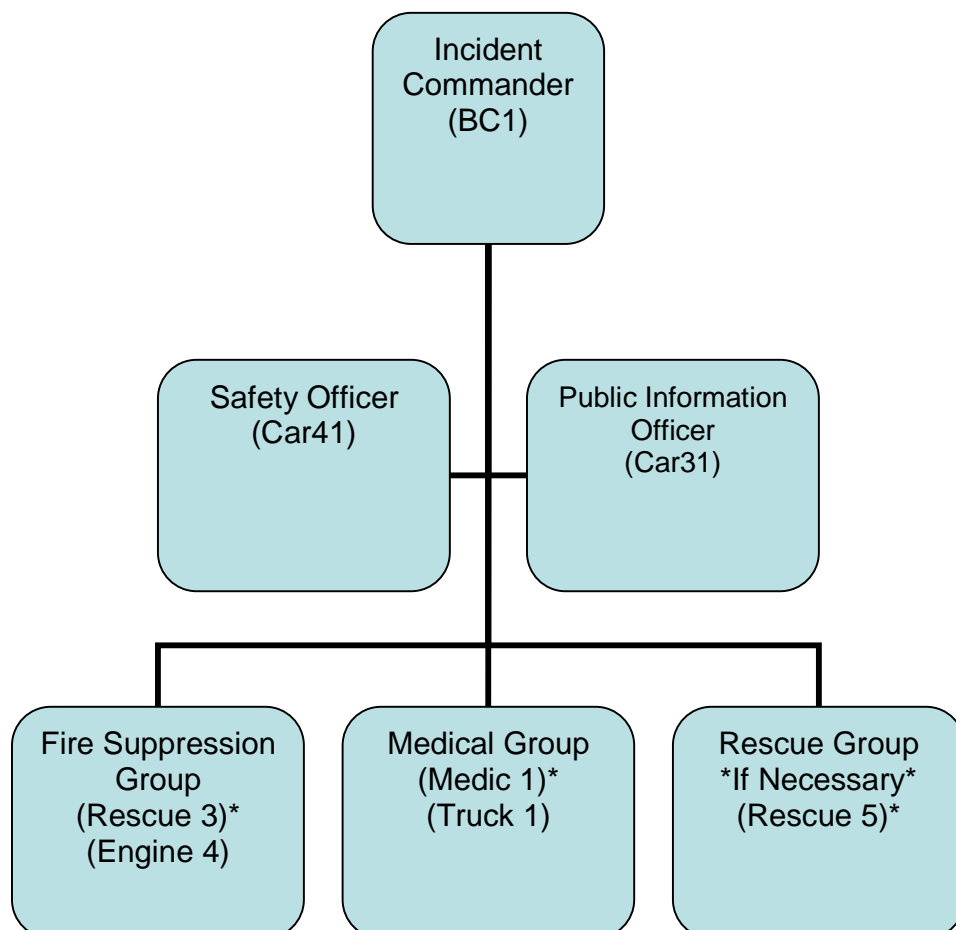 Incident
Commander
(BC1)
Safety Officer
(Car41)
Public Information
Officer
(Car31)
Fire Suppression
Group
(Rescue 3)*
(Engine 4)
Medical Group
(Medic 1)*
(Truck 1)
Rescue Group
*If Necessary*
(Rescue 5)*